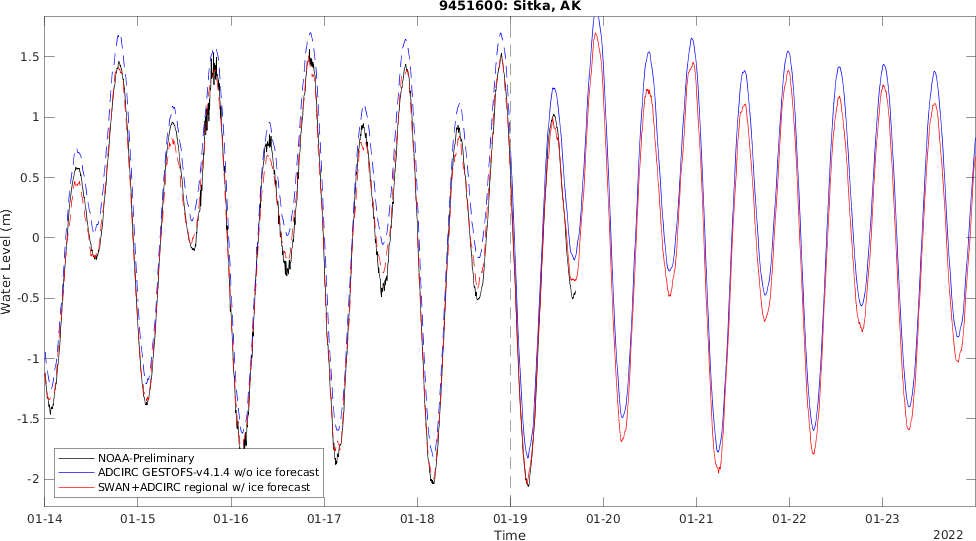 9451600: Sitka, AK
Water Level (m)
1.5
1
0.5
0
-0.5
-1
-1.5
-2
NOAA-Preliminary
ADCIRC GESTOFS-v4.1.4 w/o ice forecast
SWAN+ADCIRC regional w/ ice forecast
01-14 01-15 01-16 01-17 01-18 01-19 01-20 01-21 01-22 01-23
Time
2022